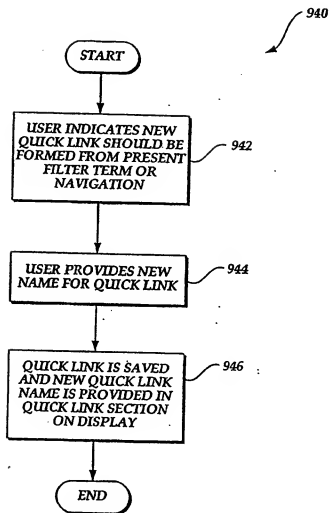 940
START
USER INDICATES NEW
QUICK LINK SHOULD BE
FORMED FROM PRESENT
FILTER TERM OR
NAVIGATION
942
USER PROVIDES NEW
NAME FOR QUICK LINK
944
QUICK LINK IS SAVED
AND NEW QUICK LINK
NAME IS PROVIDED IN
QUICK LINK SECTION
ON DISPLAY
946
END